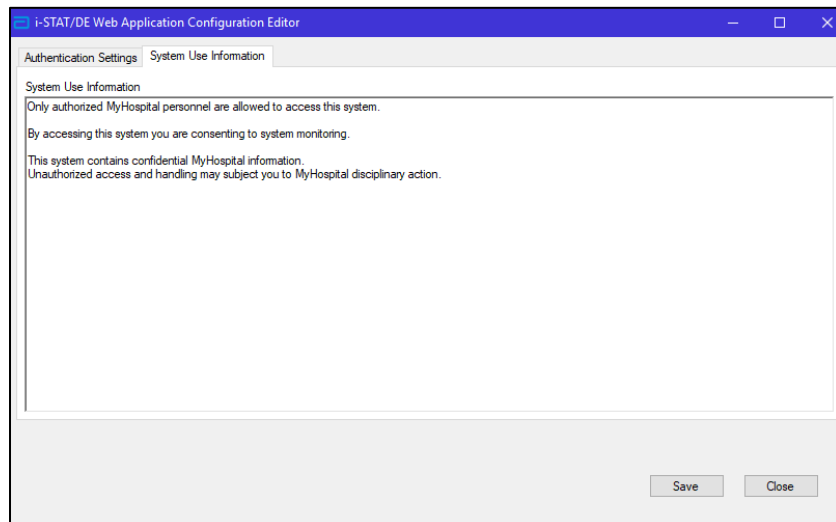 i-STAT/DE Web Application Configuration Editor
Authentication Settings System Use Information
System Use Information
Only authorized MyHospital personnel are allowed to access this system.
By accessing this system you are consenting to system monitoring.
This system contains confidential MyHospital information.
Unauthorized access and handling may subject you to MyHospital disciplinary action.
Save Close